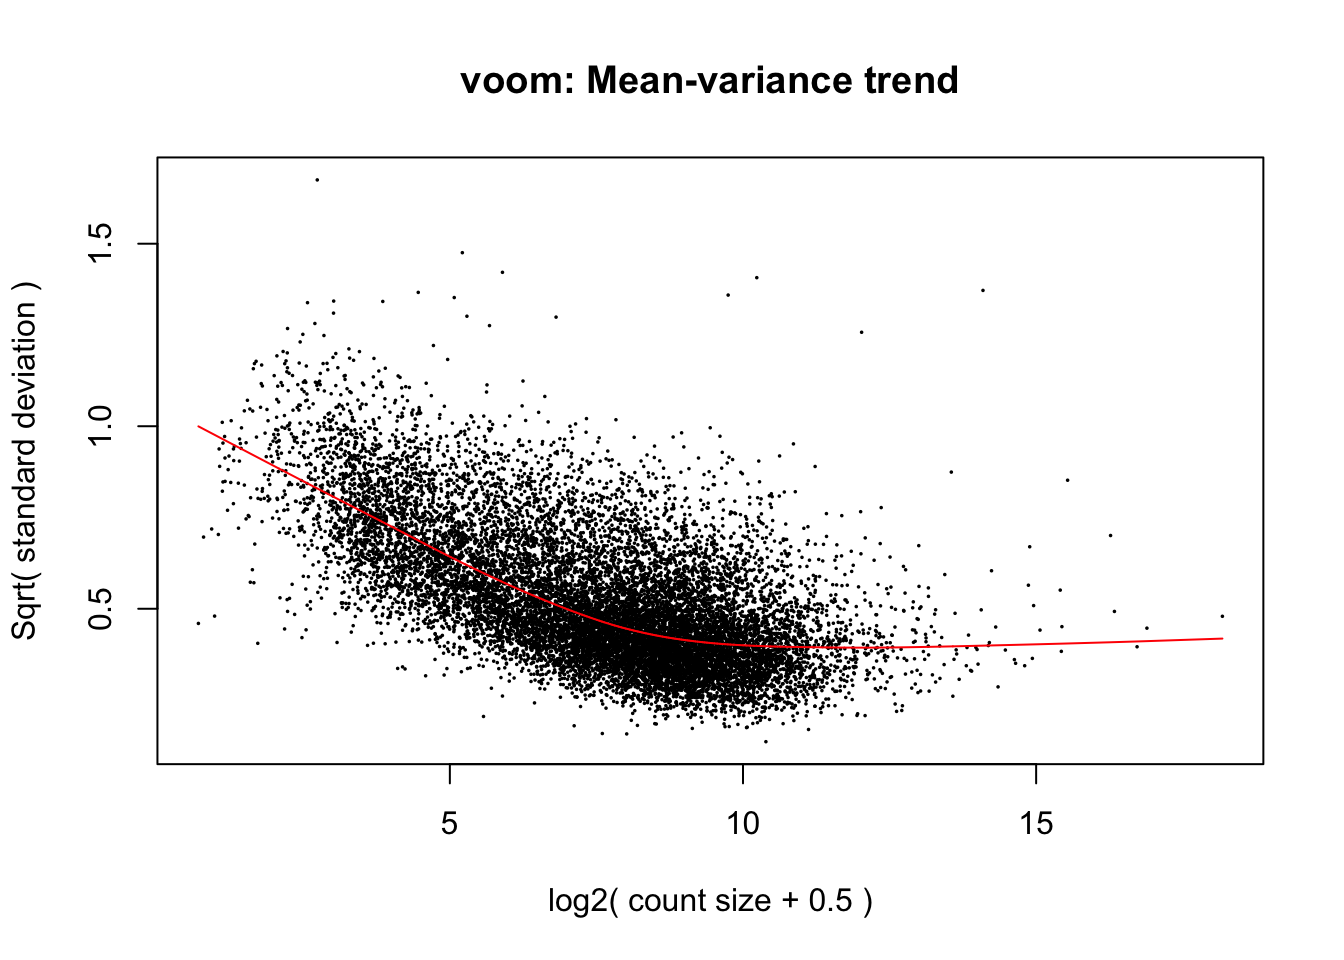 voom: Mean-variance trend
Sqrt( standard deviation )
1.5
1.0
0.5
5 10 15
log2( count size + 0.5 )